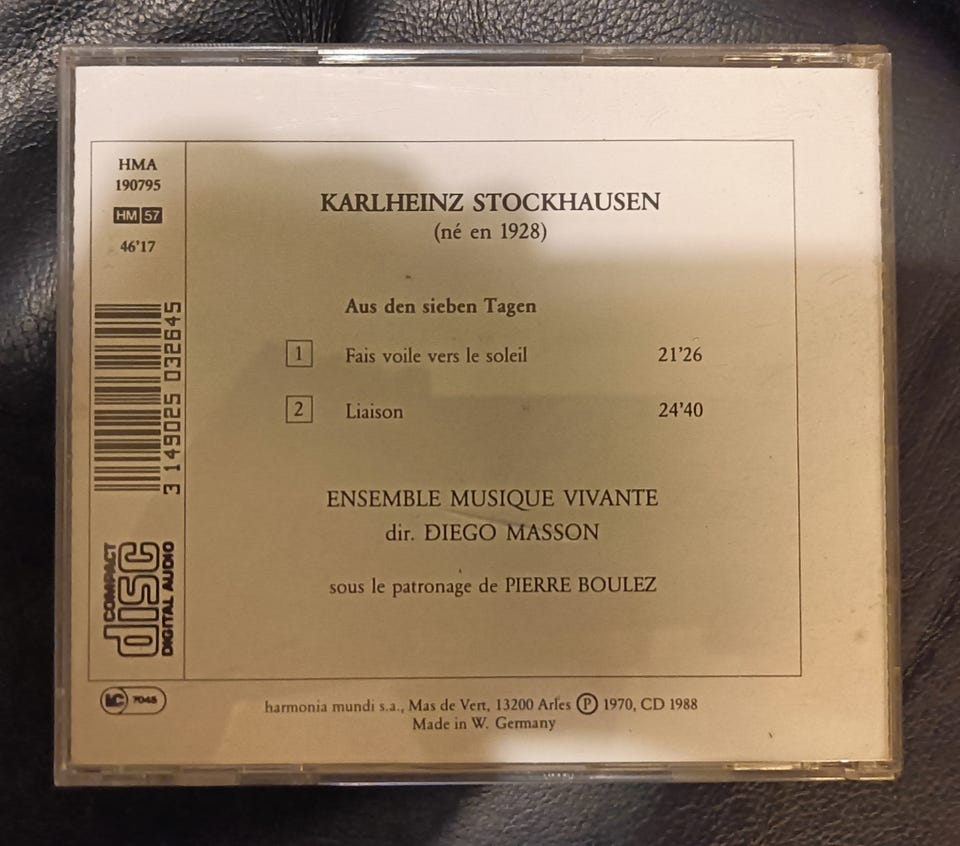 HMA
190795
HM 57
46'17
3 149025 032645
COMPACT
disc
DIGITAL AUDIO
LC 7045
KARLHEINZ STOCKHAUSEN
(né en 1928)
Aus den sieben Tagen
1 Fais voile vers le soleil 21'26
2 Liaison 24'40
ENSEMBLE MUSIQUE VIVANTE
dir. DIEGO MASSON
sous le patronage de PIERRE BOULEZ
harmonia mundi s.a., Mas de Vert, 13200 Arles Ⓟ 1970, CD 1988
Made in W. Germany